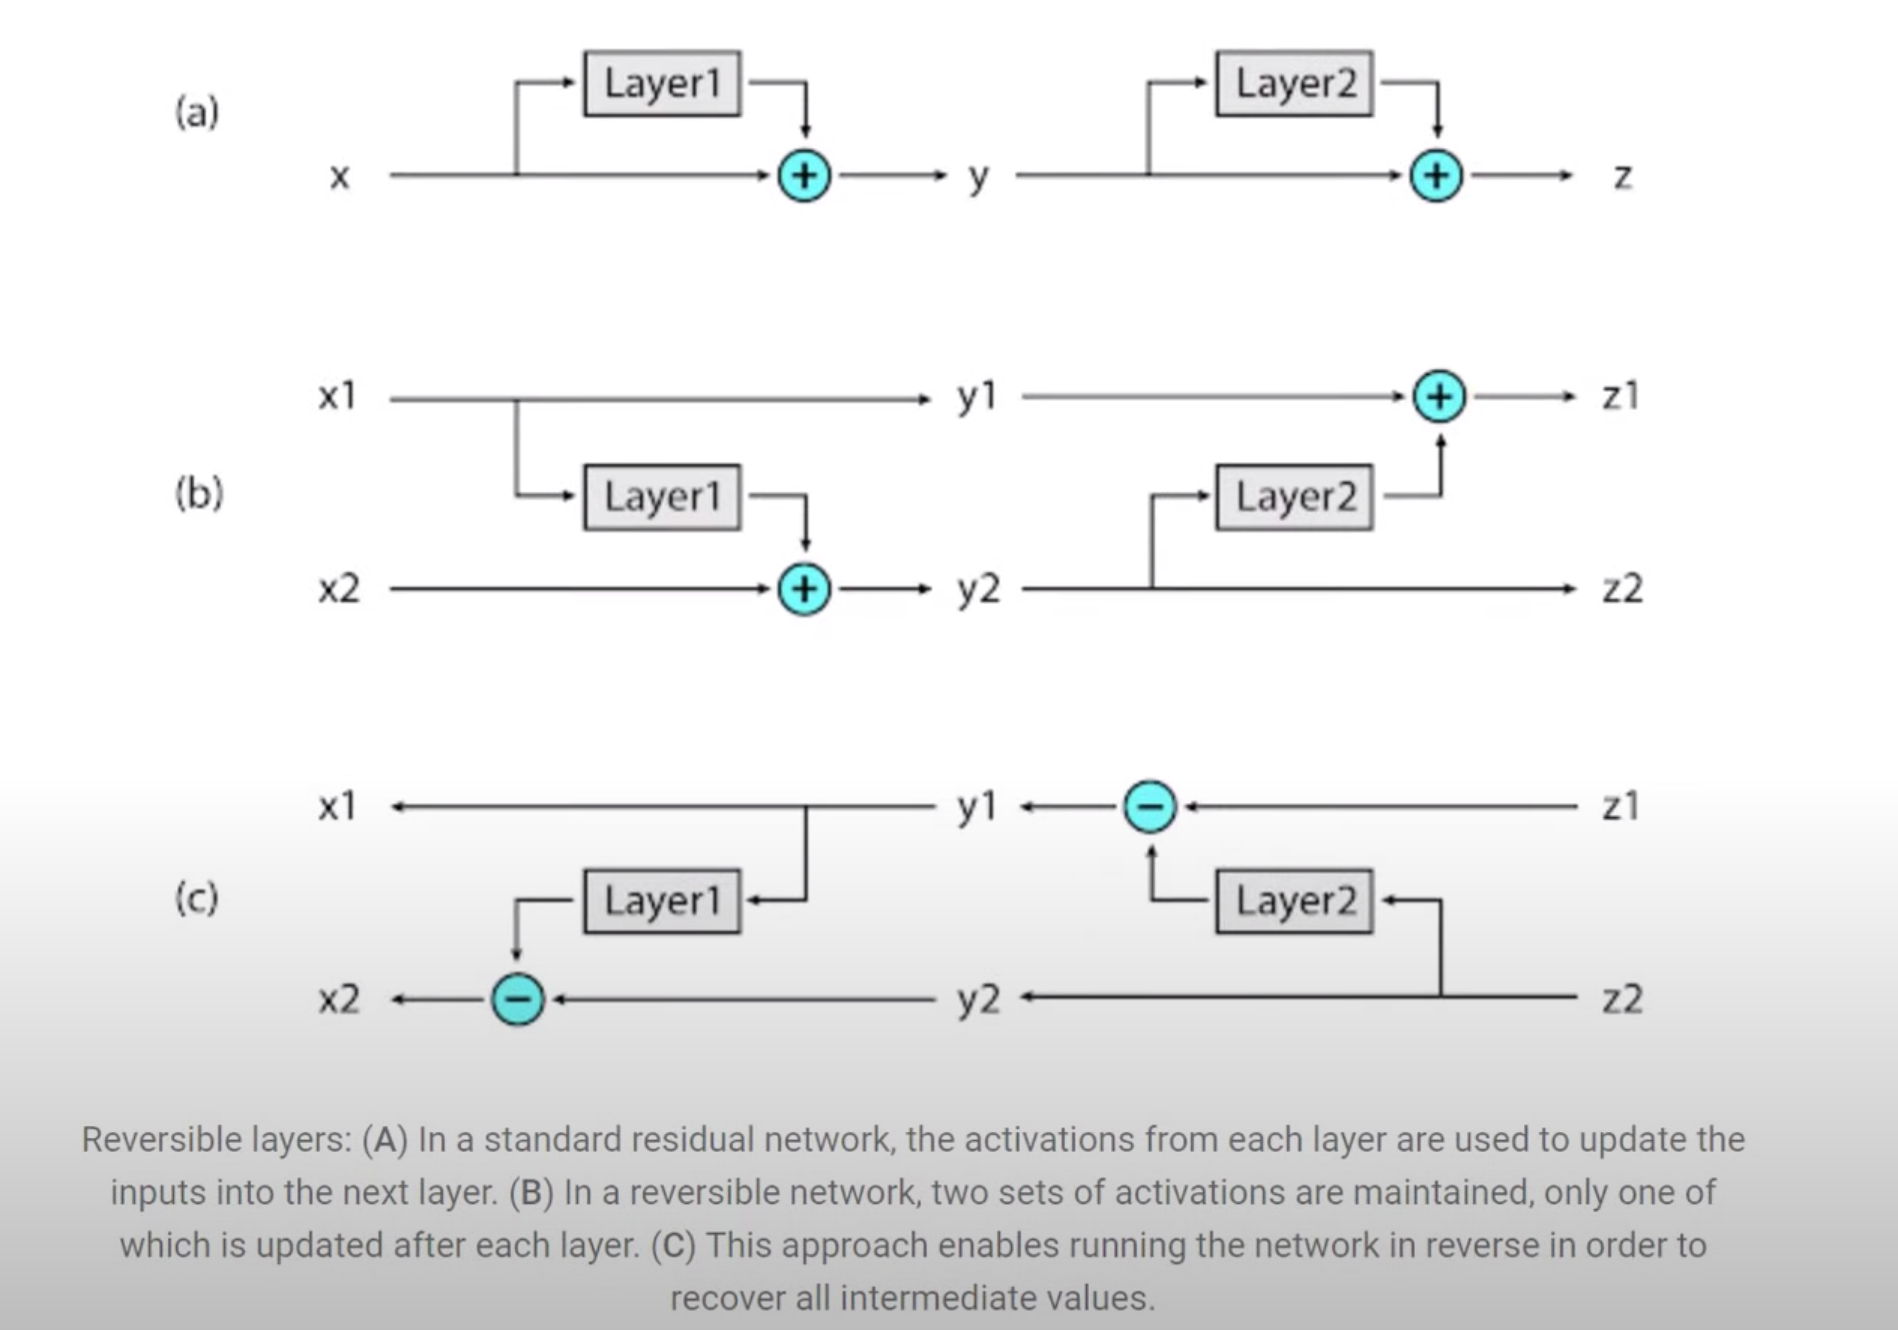 (a)
Layer1
Layer2
x
+
y
+
z
x1
y1
+
z1
(b)
Layer1
Layer2
x2
+
y2
z2
x1
y1
−
z1
(c)
Layer1
Layer2
x2
−
y2
z2
Reversible layers: (A) In a standard residual network, the activations from each layer are used to update the
inputs into the next layer. (B) In a reversible network, two sets of activations are maintained, only one of
which is updated after each layer. (C) This approach enables running the network in reverse in order to
recover all intermediate values.